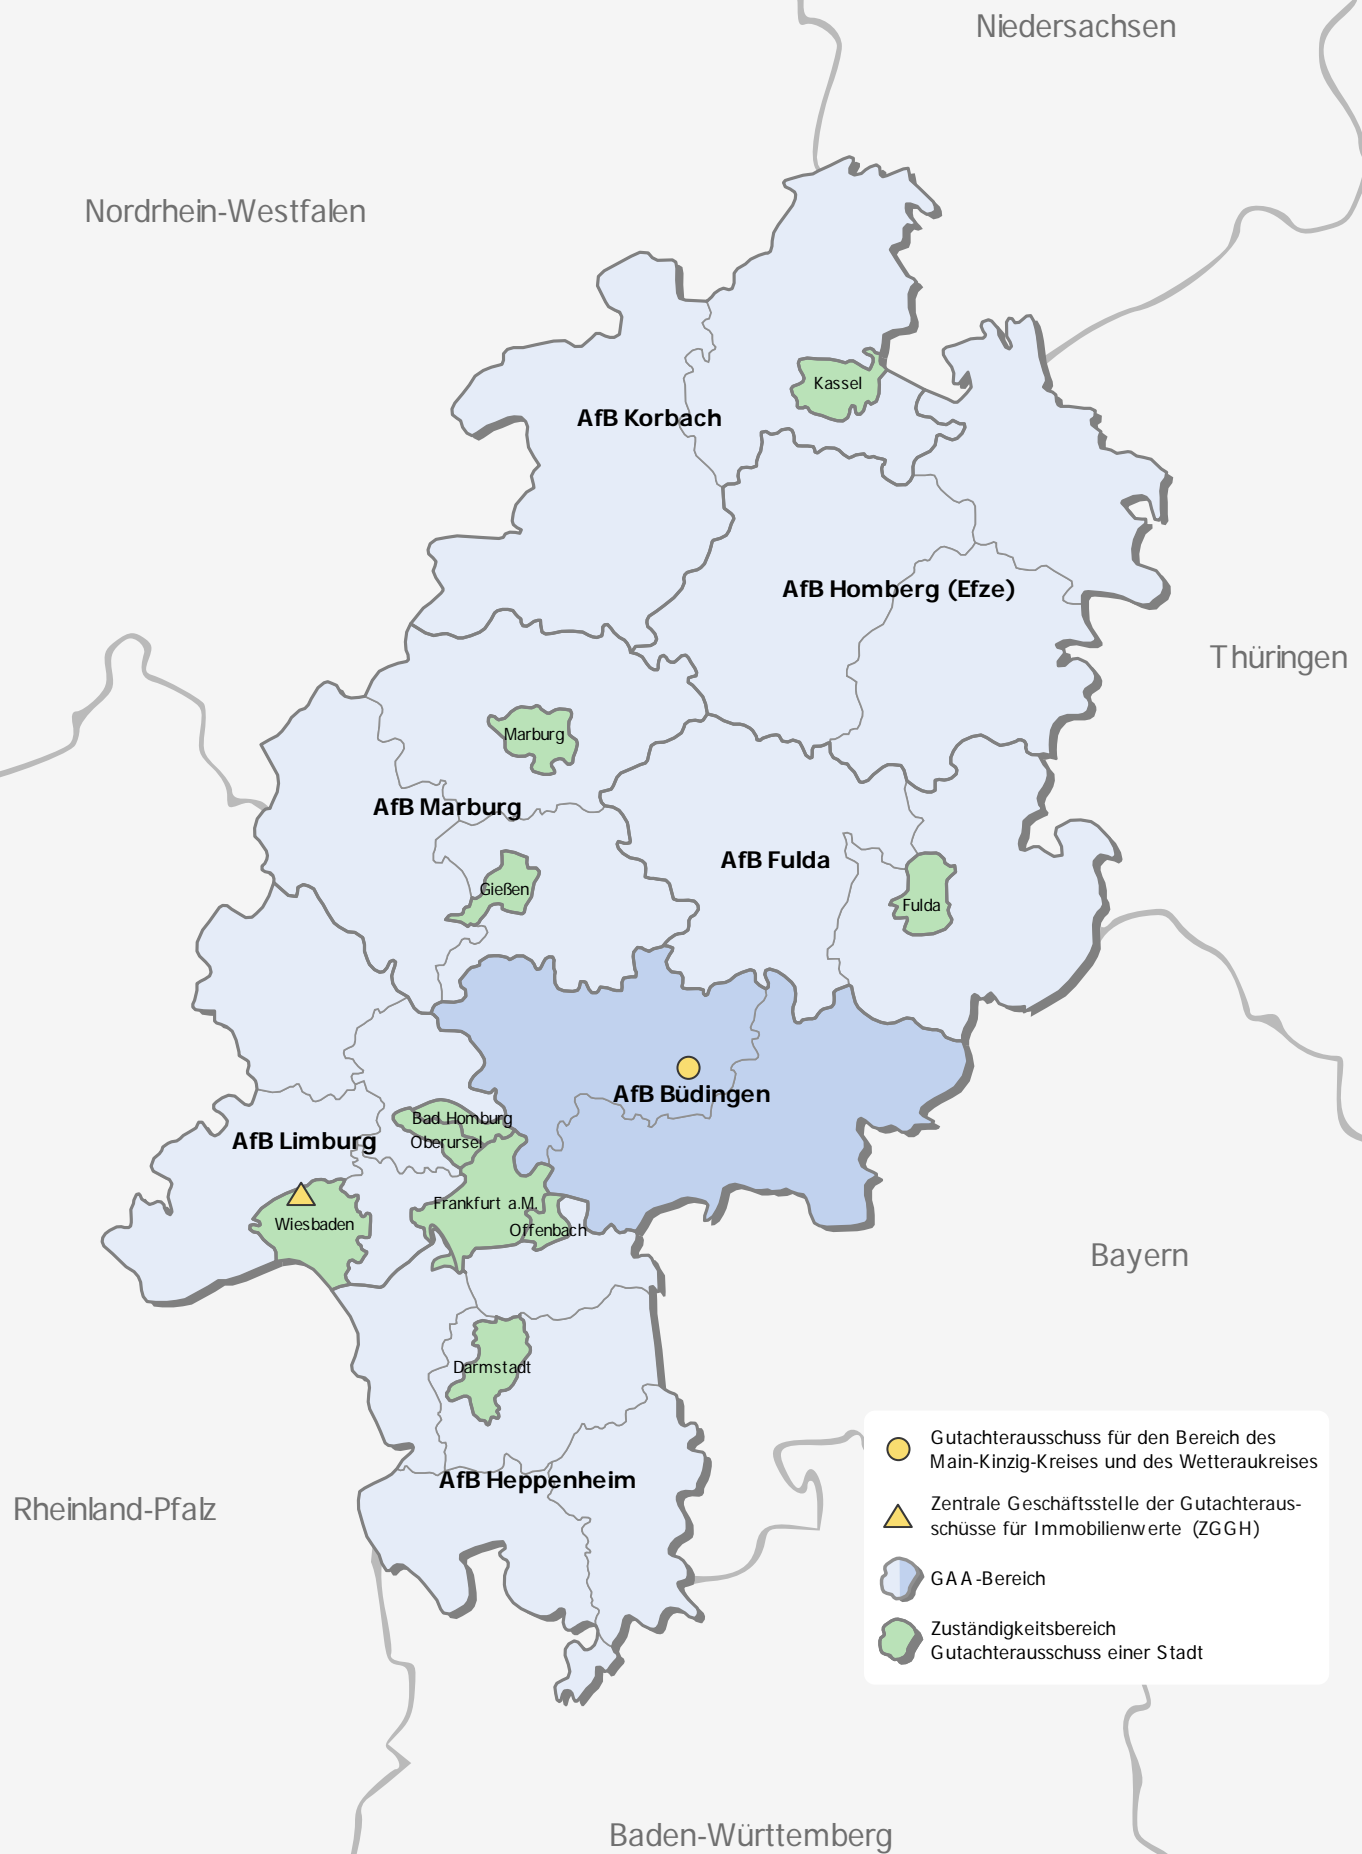 Niedersachsen
Nordrhein-Westfalen
Kassel
AfB Korbach
AfB Homberg (Efze)
Thüringen
Marburg
AfB Marburg
AfB Fulda
Gießen
Fulda
AfB Büdingen
Bad Homburg
Oberursel
AfB Limburg
Frankfurt a.M.
Wiesbaden
Offenbach
Bayern
Darmstadt
AfB Heppenheim
Rheinland-Pfalz
Gutachterausschuss für den Bereich des
Main-Kinzig-Kreises und des Wetteraukreises
Zentrale Geschäftsstelle der Gutachteraus-
schüsse für Immobilienwerte (ZGGH)
GAA-Bereich
Zuständigkeitsbereich
Gutachterausschuss einer Stadt
Baden-Württemberg